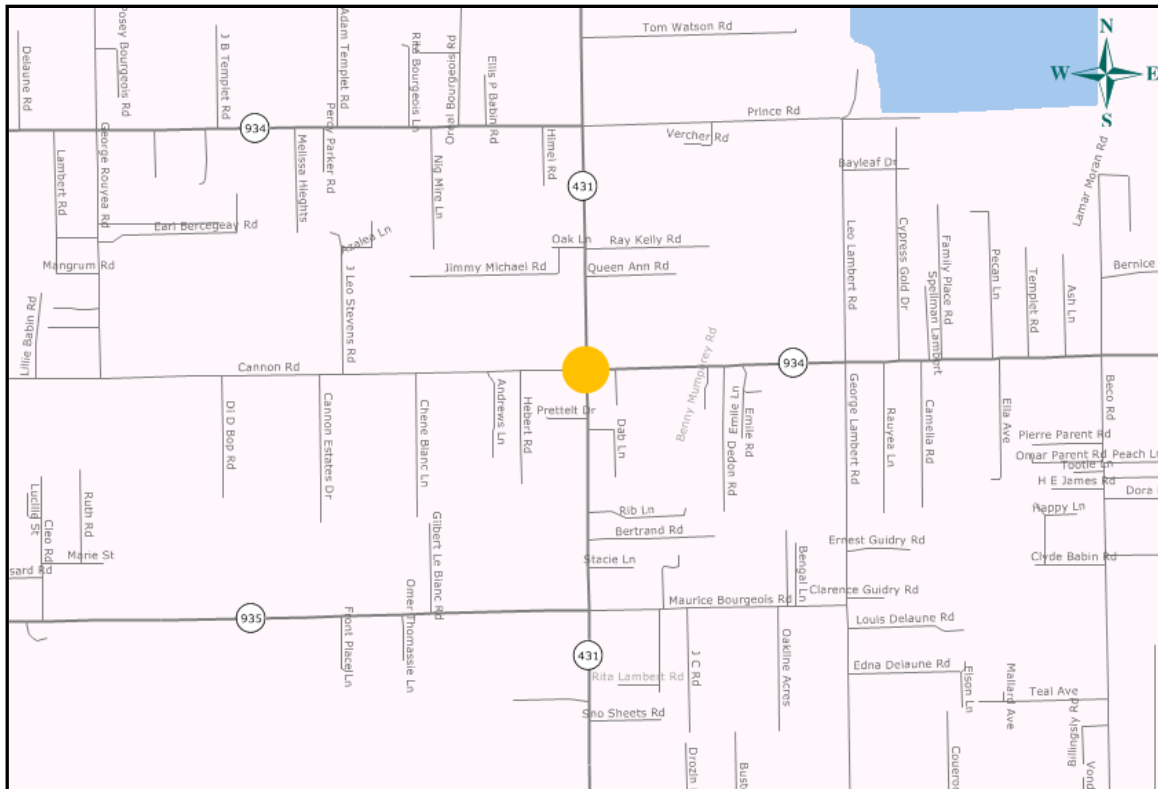 Tom Watson Rd
N
W E
S
Delaune Rd
Posey Bourgeois Rd
J B Templet Rd
Adam Templet Rd
Rita Bourgeois Ln
Oneal Bourgeois Rd
Ellis P Babin Rd
Prince Rd
934
Percy Parker Rd
George Rouyea Rd
Lambert Rd
Melissa Hieghts
Nig Mire Ln
Himel Rd
Vercher Rd
Bayleaf Dr
Lamar Moran Rd
431
Earl Bercegeay Rd
Azalea Ln
Oak Ln
Ray Kelly Rd
Mangrum Rd
Jimmy Michael Rd
Queen Ann Rd
J Leo Stevens Rd
Leo Lambert Rd
Cypress Gold Dr
Family Place Rd
Spellman Lambert
Pecan Ln
Templet Rd
Ash Ln
Bernice
Lillie Babin Rd
Cannon Rd
934
Benny Mumphrey Rd
Di D Bop Rd
Cannon Estates Dr
Chene Blanc Ln
Andrews Ln
Hebert Rd
Prettelt Dr
Dab Ln
Emile Dedon Rd
Emile Rd
George Lambert Rd
Rauyea Ln
Camelia Rd
Ella Ave
Beco Rd
Pierre Parent Rd
Omar Parent Rd
Peach Ln
Tootie Ln
H E James Rd
Dora
Happy Ln
Lucille St
Cleo Rd
Ruth Rd
Marie St
sard Rd
Gilbert Le Blanc Rd
Rib Ln
Bertrand Rd
Stacie Ln
Bengal Ln
Ernest Guidry Rd
Clyde Babin Rd
Clarence Guidry Rd
Maurice Bourgeois Rd
935
Front Place Ln
Omer Thomassie Ln
431
Louis Delaune Rd
J C Rd
Oakline Acres
Rita Lambert Rd
Edna Delaune Rd
Elson Ln
Mallard Ave
Teal Ave
Sno Sheets Rd
Billingsly Rd
Drozin
Bust
Coueron
Vond